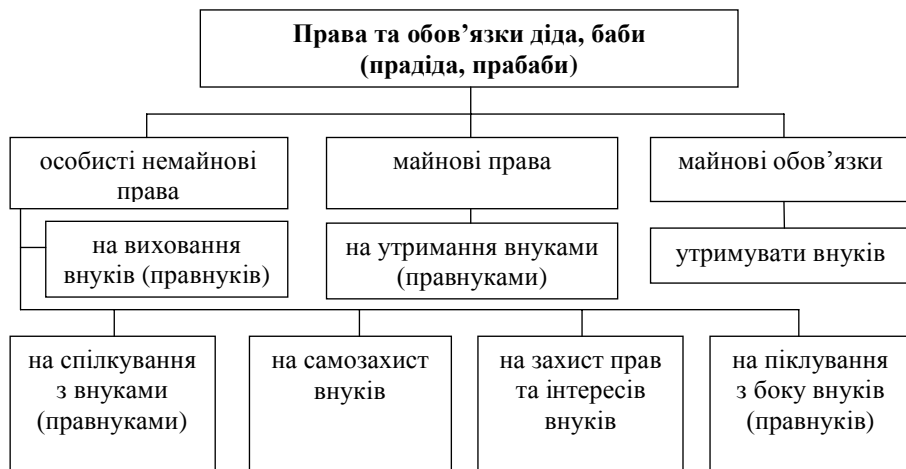 Права та обов’язки діда, баби
(прадіда, прабаби)
особисті немайнові
права
майнові права
майнові обов’язки
на виховання
внуків (правнуків)
на утримання внуками
(правнуками)
утримувати внуків
на спілкування
з внуками
(правнуками)
на самозахист
внуків
на захист прав
та інтересів
внуків
на піклування
з боку внуків
(правнуків)